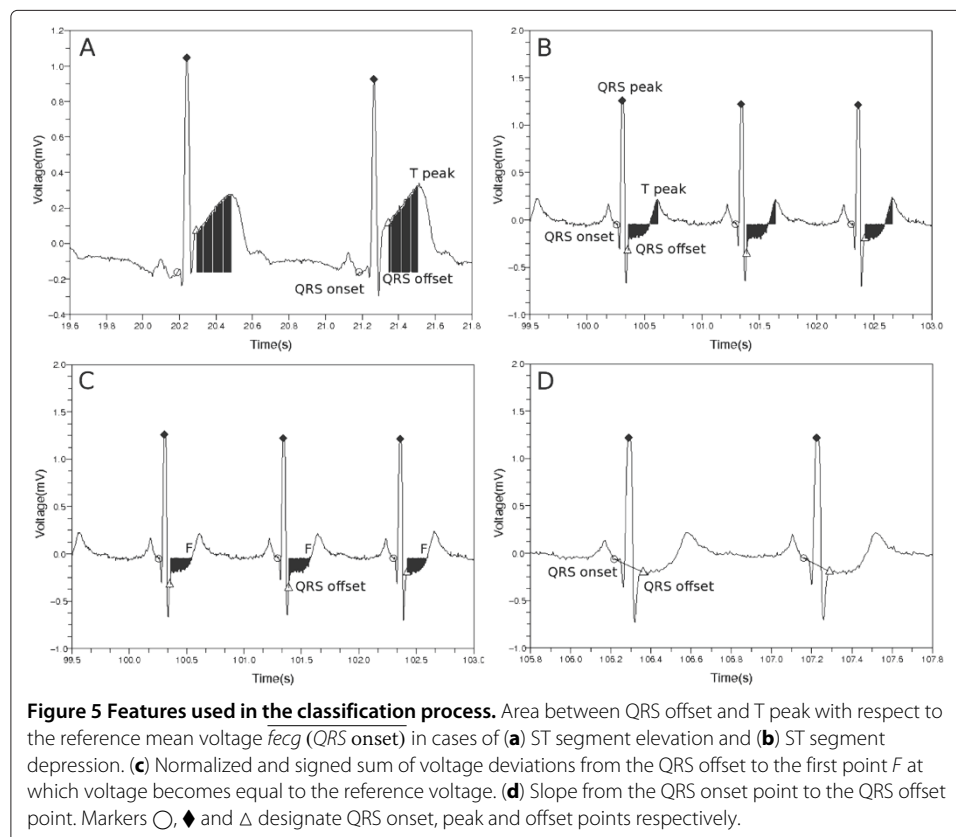 A
1.2
1.0
0.8
0.6
0.4
0.2
0.0
−0.2
−0.4
Voltage(mV)
T peak
QRS onset
QRS offset
19.6 19.8 20.0 20.2 20.4 20.6 20.8 21.0 21.2 21.4 21.6 21.8
Time(s)
B
2.0
1.5
1.0
0.5
0.0
−0.5
−1.0
Voltage(mV)
QRS peak
T peak
QRS onset
QRS offset
99.5 100.0 100.5 101.0 101.5 102.0 102.5 103.0
Time(s)
C
2.0
1.5
1.0
0.5
0.0
−0.5
−1.0
Voltage(mV)
F F F
QRS offset
99.5 100.0 100.5 101.0 101.5 102.0 102.5 103.0
Time(s)
D
2.0
1.5
1.0
0.5
0.0
−0.5
−1.0
Voltage(mV)
QRS onset
QRS offset
105.8 106.4 106.6 106.8 107.0 107.2 107.4 107.6 107.8
Time(s)
Figure 5 Features used in the classification process. Area between QRS offset and T peak with respect to
the reference mean voltage fecg (QRS onset) in cases of (a) ST segment elevation and (b) ST segment
depression. (c) Normalized and signed sum of voltage deviations from the QRS offset to the first point F at
which voltage becomes equal to the reference voltage. (d) Slope from the QRS onset point to the QRS offset
point. Markers ○, ◆ and △ designate QRS onset, peak and offset points respectively.